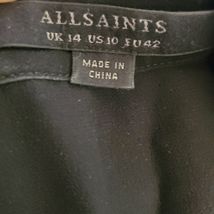 ALLSAINTS
UK 14 US 10 EU 42
MADE IN
CHINA